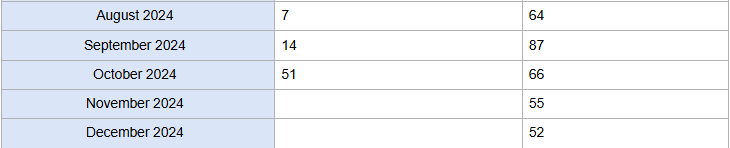 August 2024 7 64
September 2024 14 87
October 2024 51 66
November 2024 55
December 2024 52